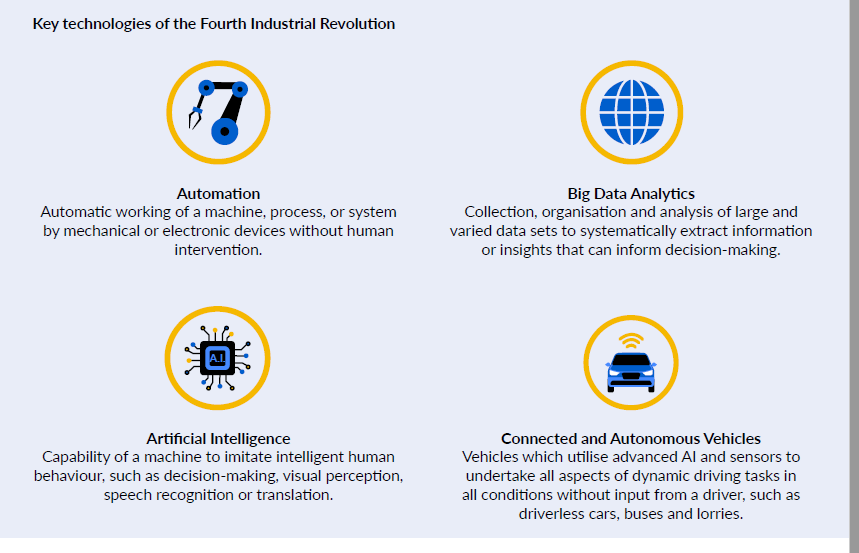 Key technologies of the Fourth Industrial Revolution
Automation
Automatic working of a machine, process, or system
by mechanical or electronic devices without human
intervention.
Big Data Analytics
Collection, organisation and analysis of large and
varied data sets to systematically extract information
or insights that can inform decision-making.
A.I.
Artificial Intelligence
Capability of a machine to imitate intelligent human
behaviour, such as decision-making, visual perception,
speech recognition or translation.
Connected and Autonomous Vehicles
Vehicles which utilise advanced AI and sensors to
undertake all aspects of dynamic driving tasks in
all conditions without input from a driver, such as
driverless cars, buses and lorries.